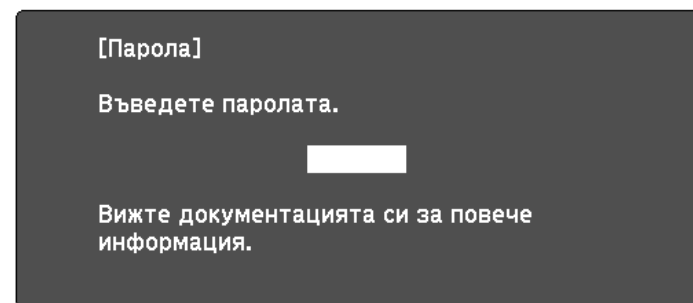 [Парола]
Въведете паролата.
Вижте документацията си за повече
информация.